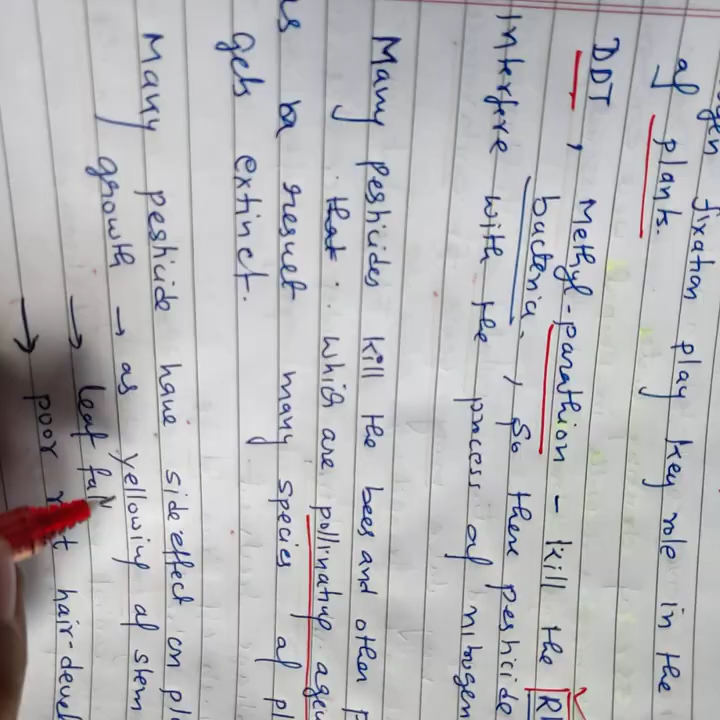 gen fixation play key role in the
of plants.
DDT, Methyl-parathion - kill the R
bacteria, so these pesticide
interfere with the process of nitrogen
Many pesticides kill the bees and other p
that .. which are pollinating agen
as a result many species of pl
gets extinct.
Many pesticide have side effect on pl
growth → as yellowing of stem
→ leaf fall
→ poor hair-devel